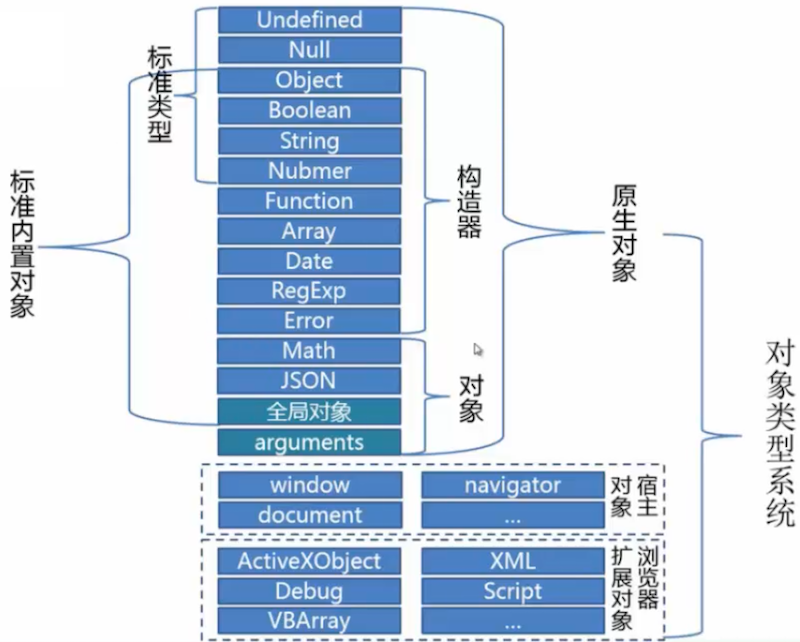 Undefined
Null
Object
Boolean
String
Nubmer
Function
Array
Date
RegExp
Error
Math
JSON
全局对象
arguments
标准类型
标准内置对象
构造器
对象
原生对象
对象类型系统
window
navigator
document
...
宿主
对象
ActiveXObject
XML
Debug
Script
VBArray
...
浏览器
扩展对象